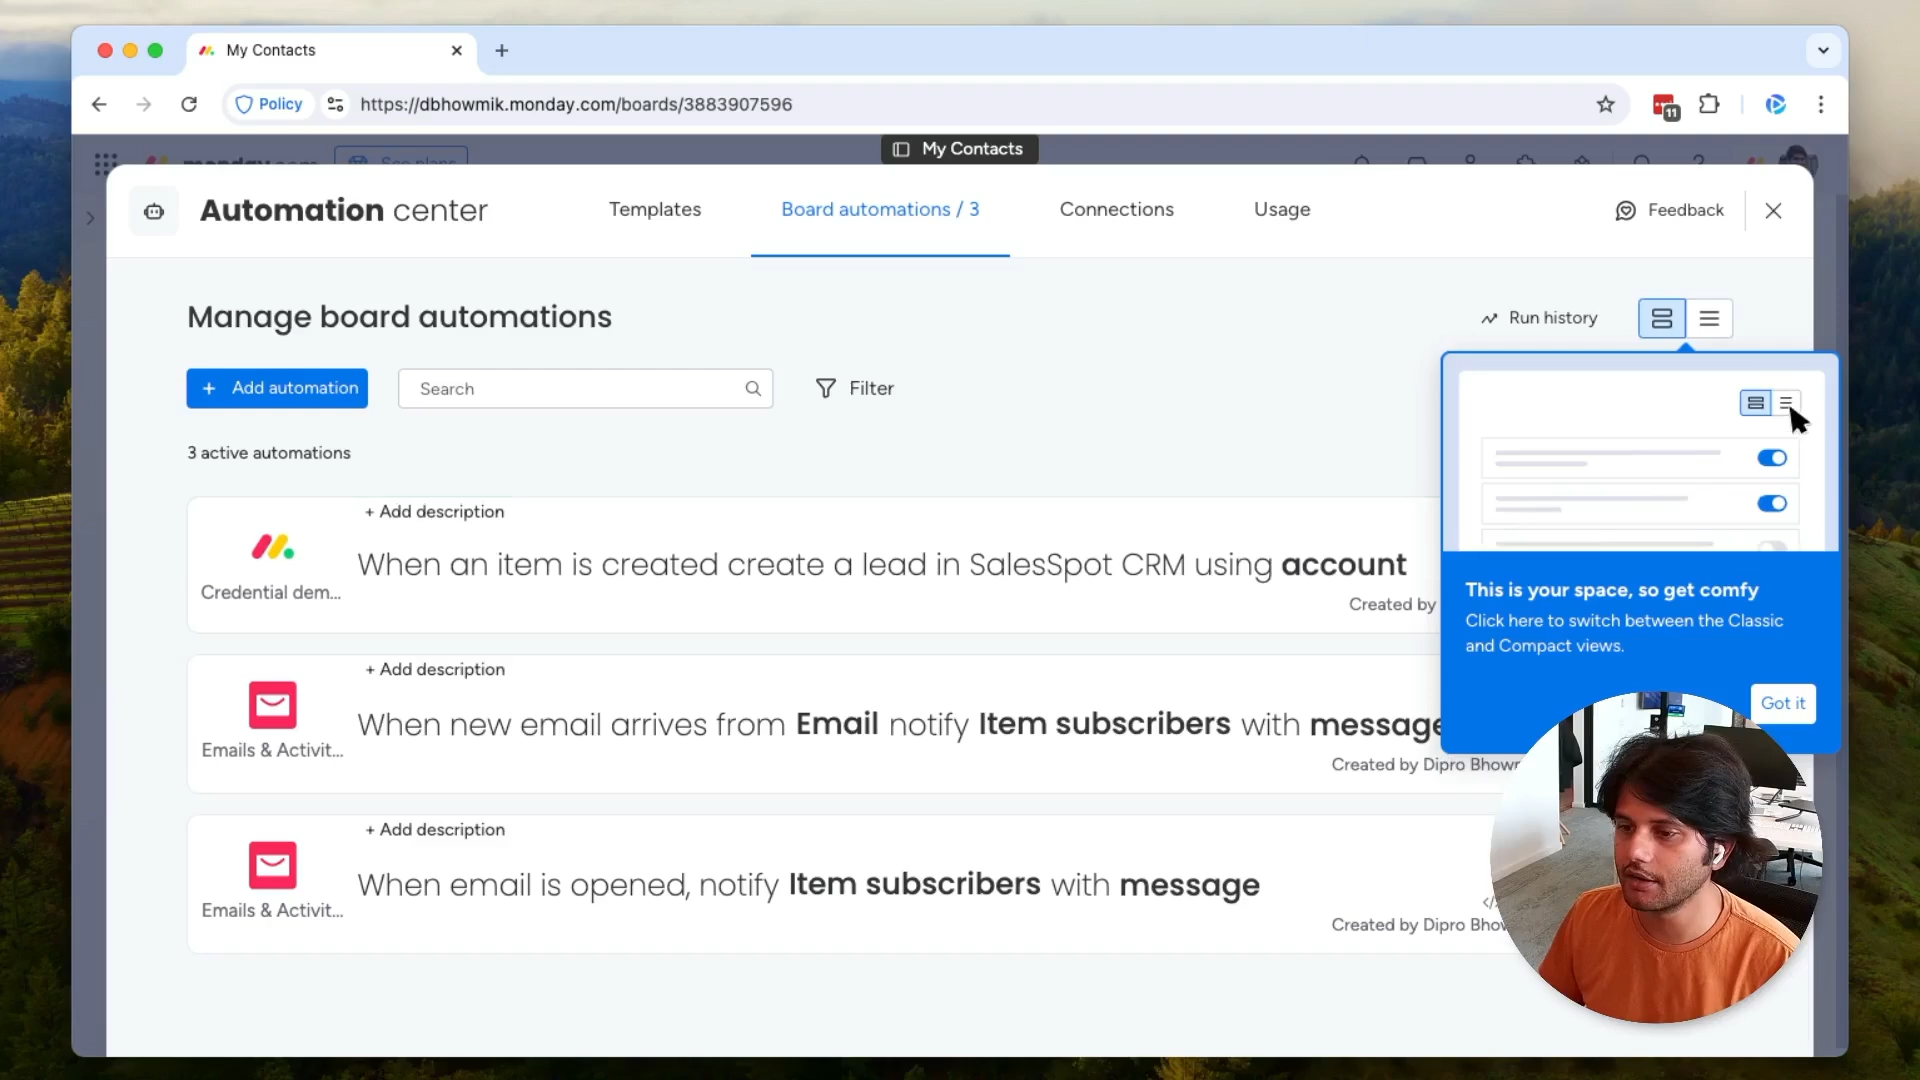 My Contacts
Policy
https://dbhowmik.monday.com/boards/3883907596
11
My Contacts
Automation center
Templates
Board automations / 3
Connections
Usage
Feedback
Manage board automations
Run history
+ Add automation
Search
Filter
3 active automations
+ Add description
When an item is created create a lead in SalesSpot CRM using account
Credential dem...
Created by
+ Add description
When new email arrives from Email notify Item subscribers with message
Emails & Activit...
Created by Dipro Bhow
+ Add description
When email is opened, notify Item subscribers with message
Emails & Activit...
Created by Dipro Bhow
This is your space, so get comfy
Click here to switch between the Classic
and Compact views.
Got it